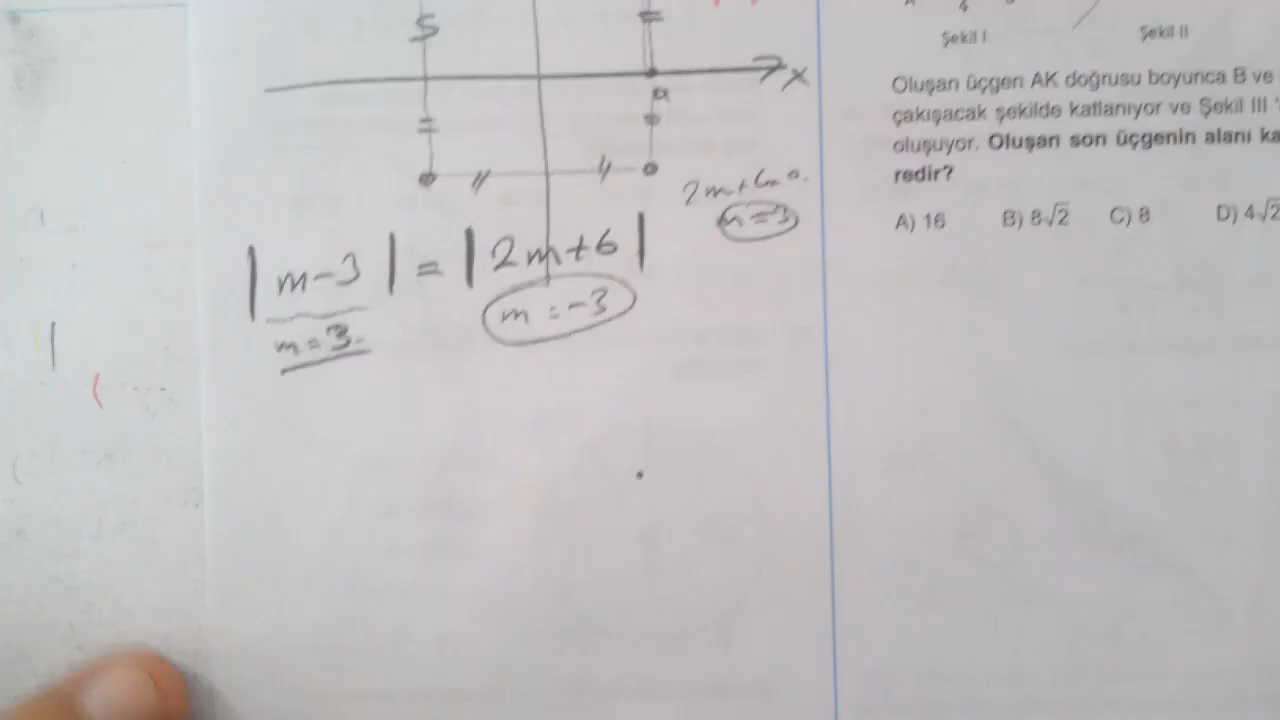 5
x
a
2m+6=0.
m=3
|m-3| = |2m+6|
m=3.
m=-3
4
Şekil I
Şekil II
Oluşan üçgen AK doğrusu boyunca B ve
çakışacak şekilde katlanıyor ve Şekil III '
oluşuyor. Oluşan son üçgenin alanı ka
redir?
A) 16 B) 8√2 C) 8 D) 4√2